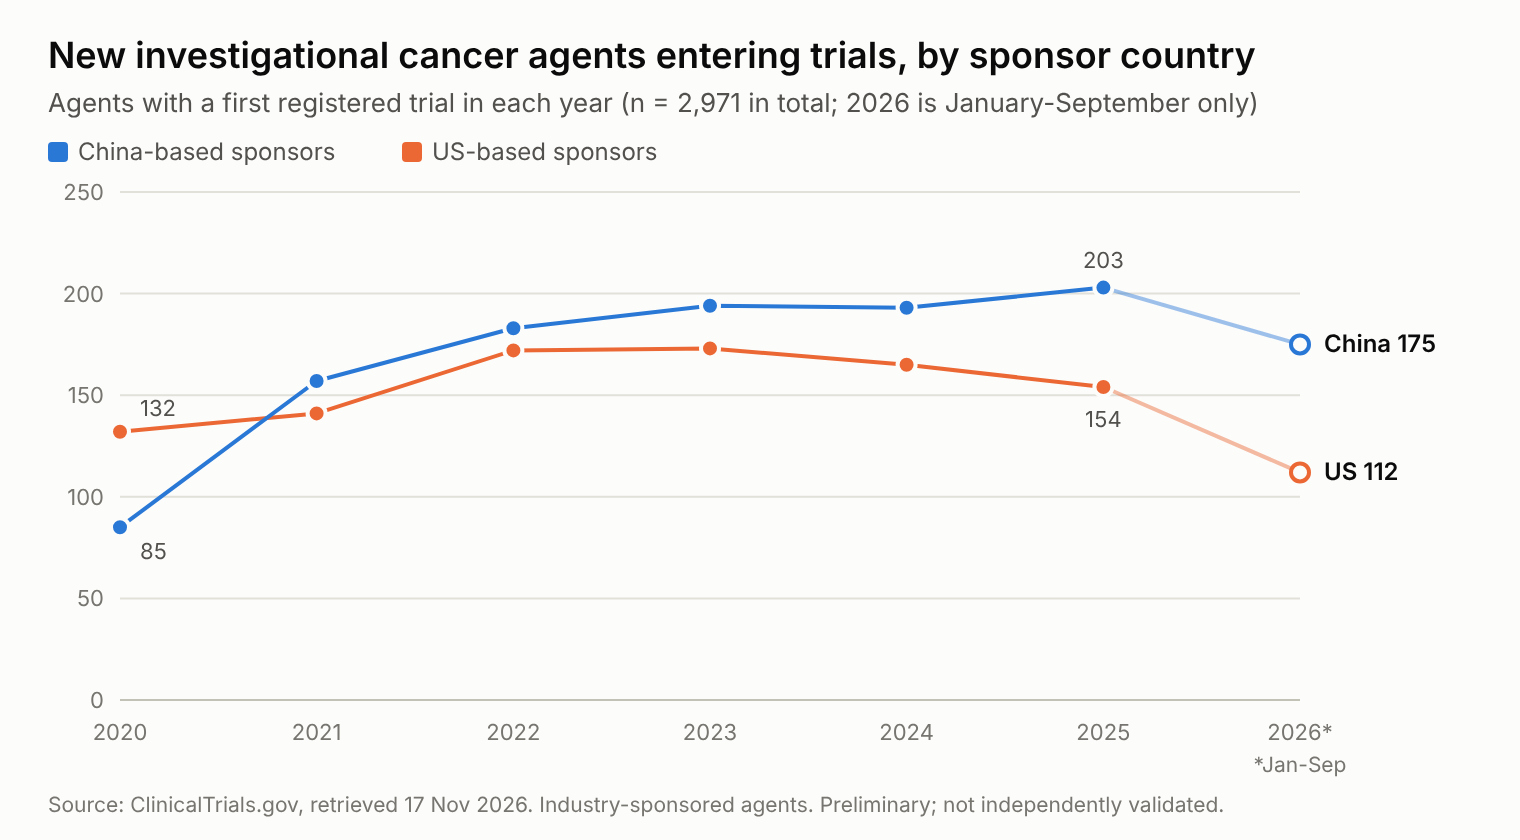 New investigational cancer agents entering trials, by sponsor country
Agents with a first registered trial in each year (n = 2,971 in total; 2026 is January-September only)
China-based sponsors
US-based sponsors
250
200
150
100
50
0
203
132
154
85
China 175
US 112
2020
2021
2022
2023
2024
2025
2026*
*Jan-Sep
Source: ClinicalTrials.gov, retrieved 17 Nov 2026. Industry-sponsored agents. Preliminary; not independently validated.